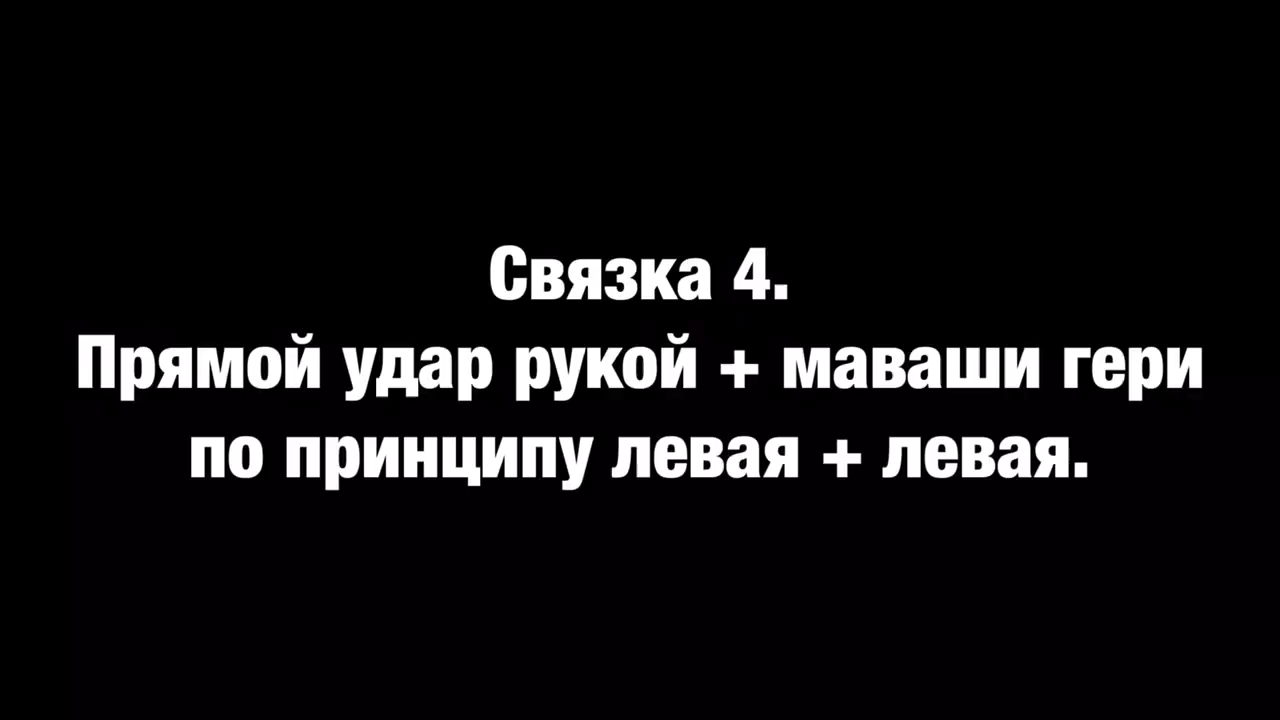 Связка 4.
Прямой удар рукой + маваши гери
по принципу левая + левая.